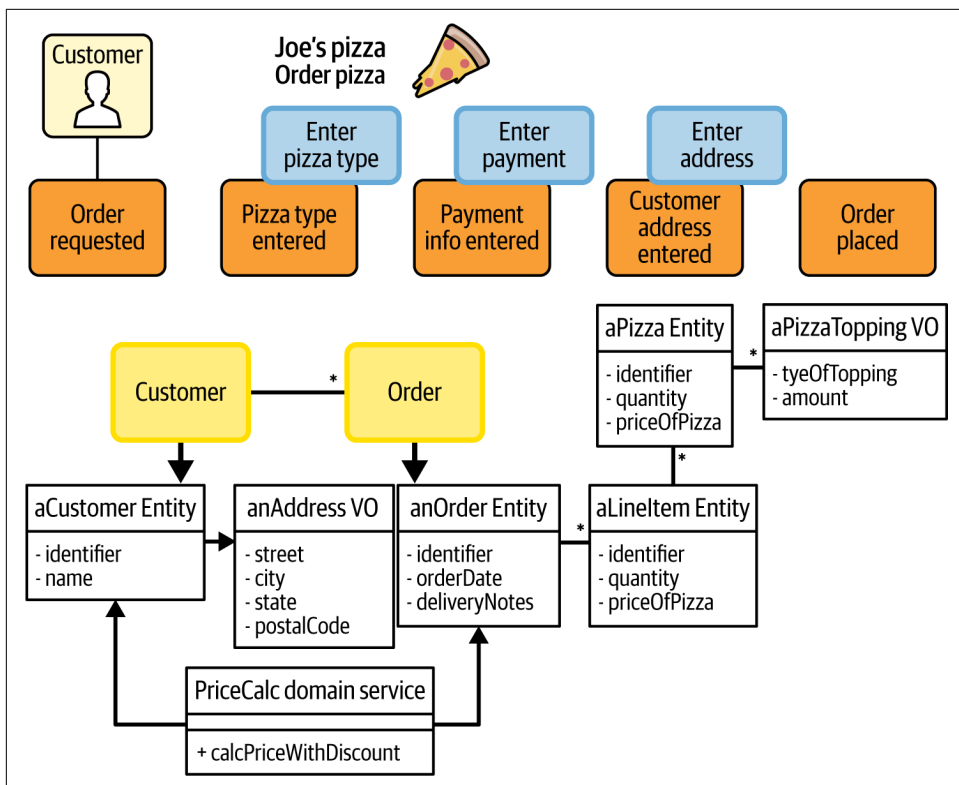 Customer
Joe's pizza
Order pizza
Enter
pizza type
Enter
payment
Enter
address
Order
requested
Pizza type
entered
Payment
info entered
Customer
address
entered
Order
placed
aPizza Entity
- identifier
- quantity
- priceOfPizza
*
aPizzaTopping VO
- tyeOfTopping
- amount
Customer
*
Order
*
aCustomer Entity
- identifier
- name
anAddress VO
- street
- city
- state
- postalCode
anOrder Entity
- identifier
- orderDate
- deliveryNotes
*
aLineItem Entity
- identifier
- quantity
- priceOfPizza
PriceCalc domain service
+ calcPriceWithDiscount